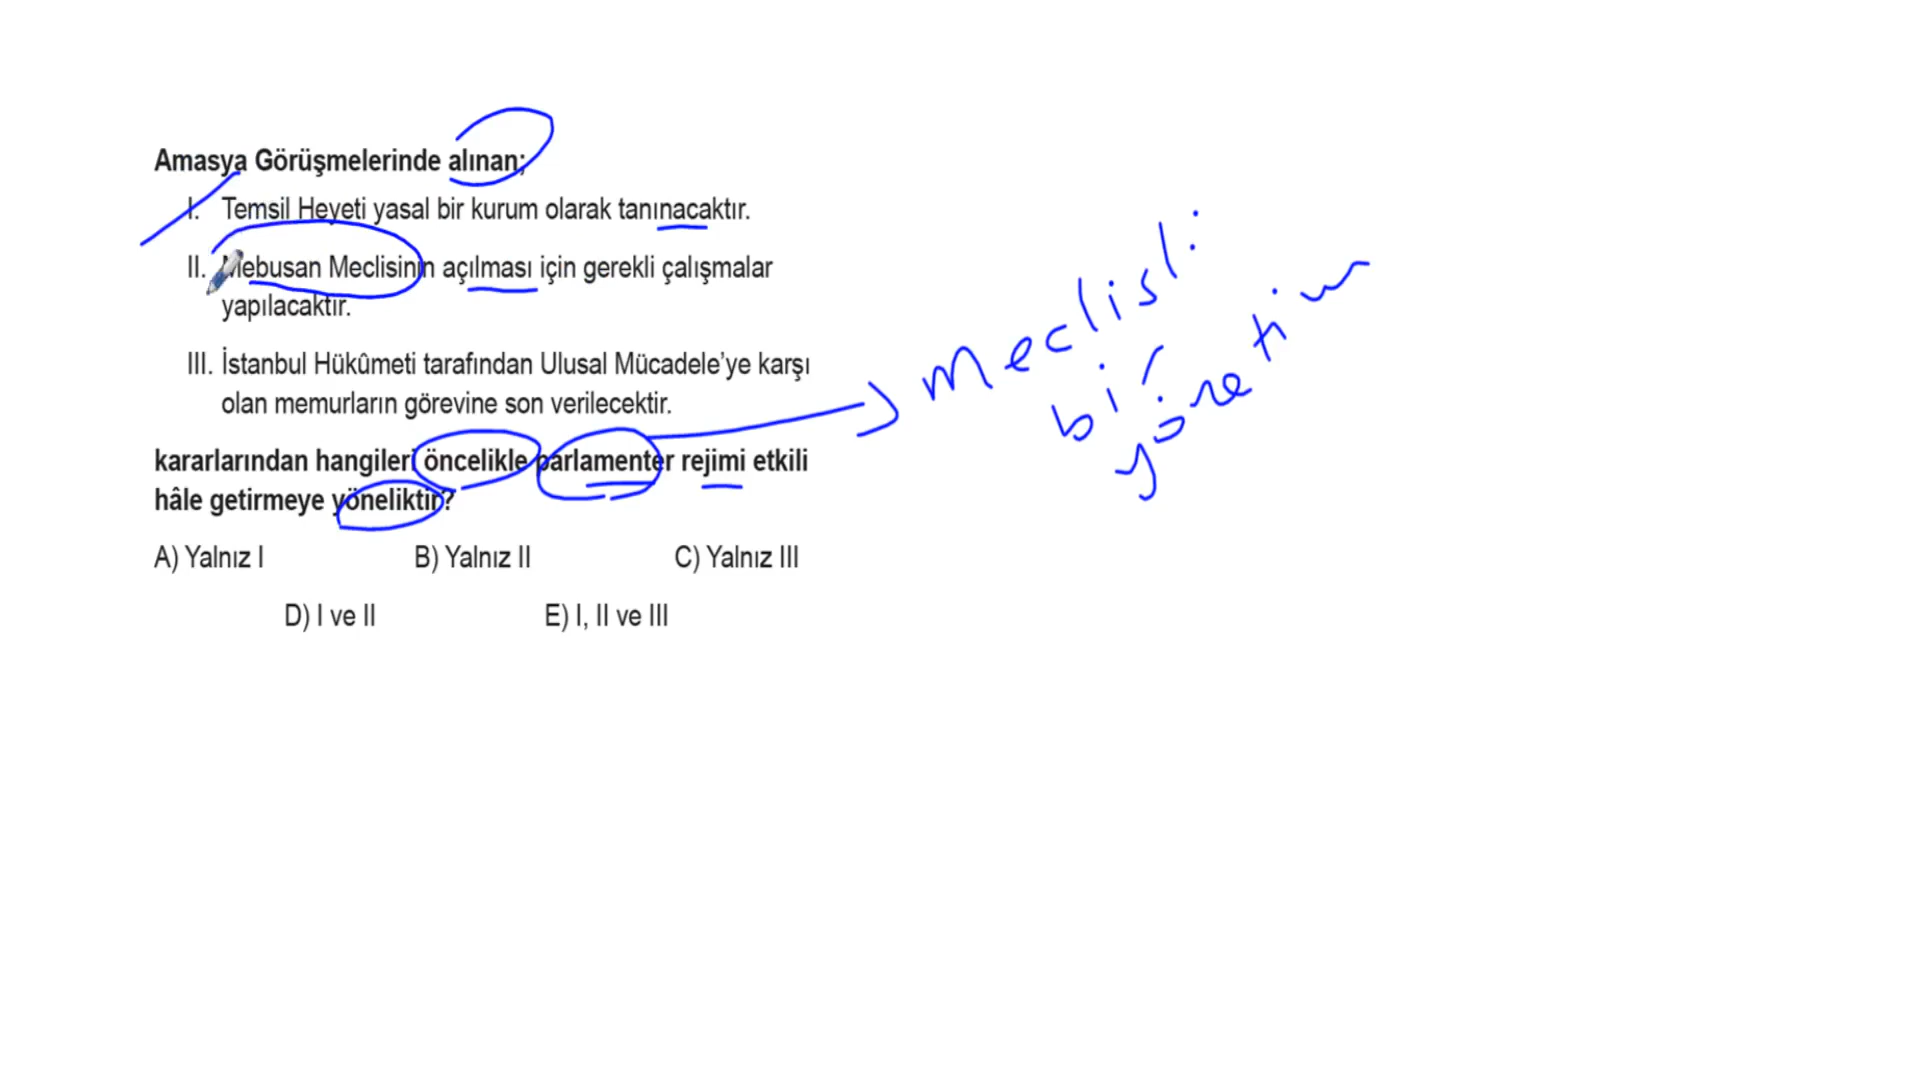 Amasya Görüşmelerinde alınan;
I. Temsil Heyeti yasal bir kurum olarak tanınacaktır.
II. Mebusan Meclisinin açılması için gerekli çalışmalar
yapılacaktır.
III. İstanbul Hükûmeti tarafından Ulusal Mücadele'ye karşı
olan memurların görevine son verilecektir.
kararlarından hangileri öncelikle parlamenter rejimi etkili
hâle getirmeye yöneliktir?
A) Yalnız I B) Yalnız II C) Yalnız III
D) I ve II E) I, II ve III
Meclisli
bir
yönetim